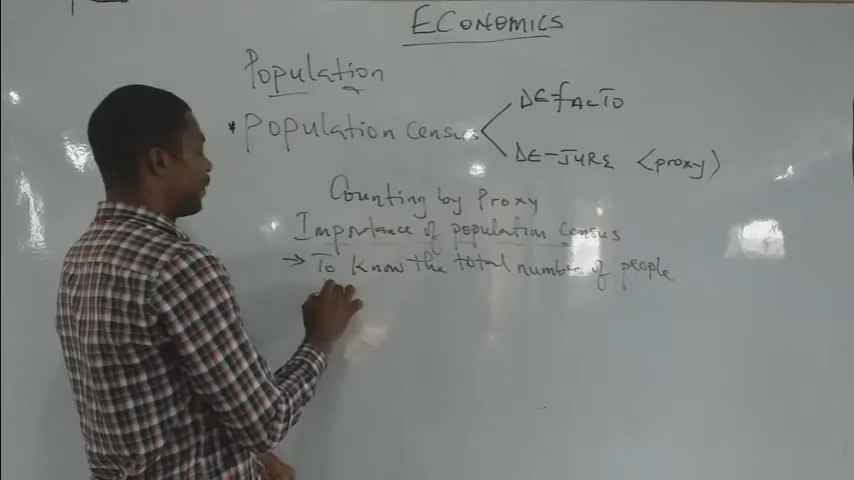 ECONOMICS
Population
* Population Census
DE-fACTO
DE-JURE <proxy>
Counting by Proxy
Importance of population Census
→ To Know the total number of people